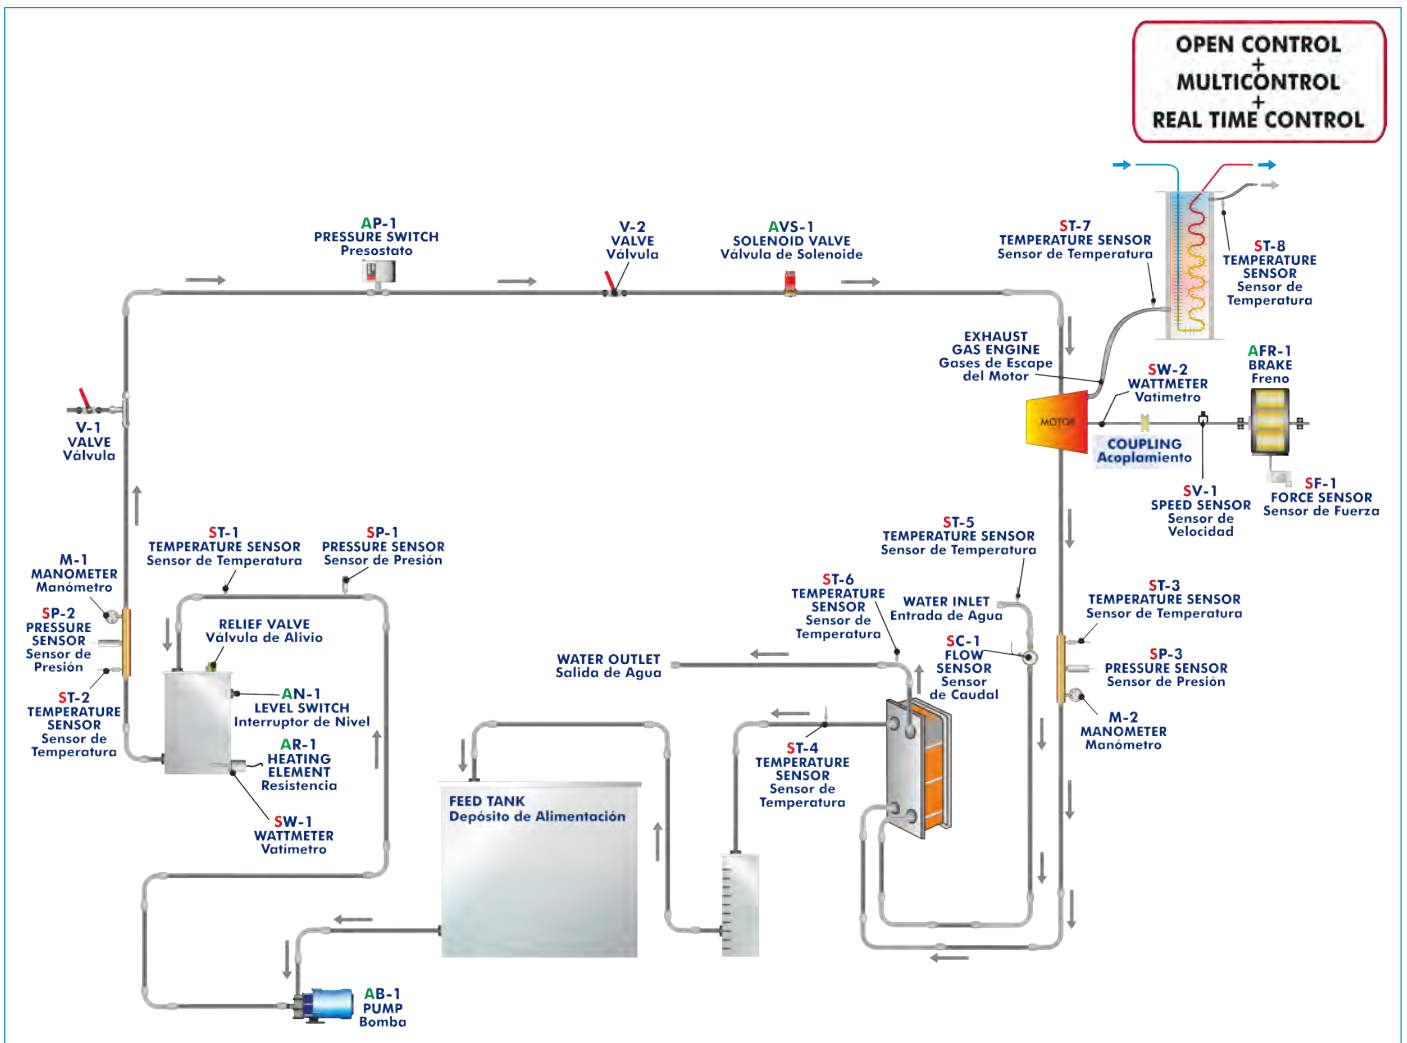 OPEN CONTROL
+
MULTICONTROL
+
REAL TIME CONTROL
AP-1
PRESSURE SWITCH
Presostato
V-2
VALVE
Válvula
AVS-1
SOLENOID VALVE
Válvula de Solenoide
ST-7
TEMPERATURE SENSOR
Sensor de Temperatura
ST-8
TEMPERATURE
SENSOR
Sensor de
Temperatura
EXHAUST
GAS ENGINE
Gases de Escape
del Motor
SW-2
WATTMETER
Vatímetro
AFR-1
BRAKE
Freno
MOTOR
V-1
VALVE
Válvula
COUPLING
Acoplamiento
SV-1
SPEED SENSOR
Sensor de
Velocidad
SF-1
FORCE SENSOR
Sensor de Fuerza
ST-1
TEMPERATURE SENSOR
Sensor de Temperatura
SP-1
PRESSURE SENSOR
Sensor de Presión
ST-5
TEMPERATURE SENSOR
Sensor de Temperatura
M-1
MANOMETER
Manómetro
ST-6
TEMPERATURE
SENSOR
Sensor de
Temperatura
WATER INLET
Entrada de Agua
ST-3
TEMPERATURE SENSOR
Sensor de Temperatura
SP-2
PRESSURE
SENSOR
Sensor de
Presión
RELIEF VALVE
Válvula de Alivio
WATER OUTLET
Salida de Agua
SC-1
FLOW
SENSOR
Sensor
de Caudal
SP-3
PRESSURE SENSOR
Sensor de Presión
ST-2
TEMPERATURE
SENSOR
Sensor de
Temperatura
AN-1
LEVEL SWITCH
Interruptor de Nivel
M-2
MANOMETER
Manómetro
AR-1
HEATING
ELEMENT
Resistencia
ST-4
TEMPERATURE
SENSOR
Sensor de
Temperatura
SW-1
WATTMETER
Vatímetro
FEED TANK
Depósito de Alimentación
AB-1
PUMP
Bomba